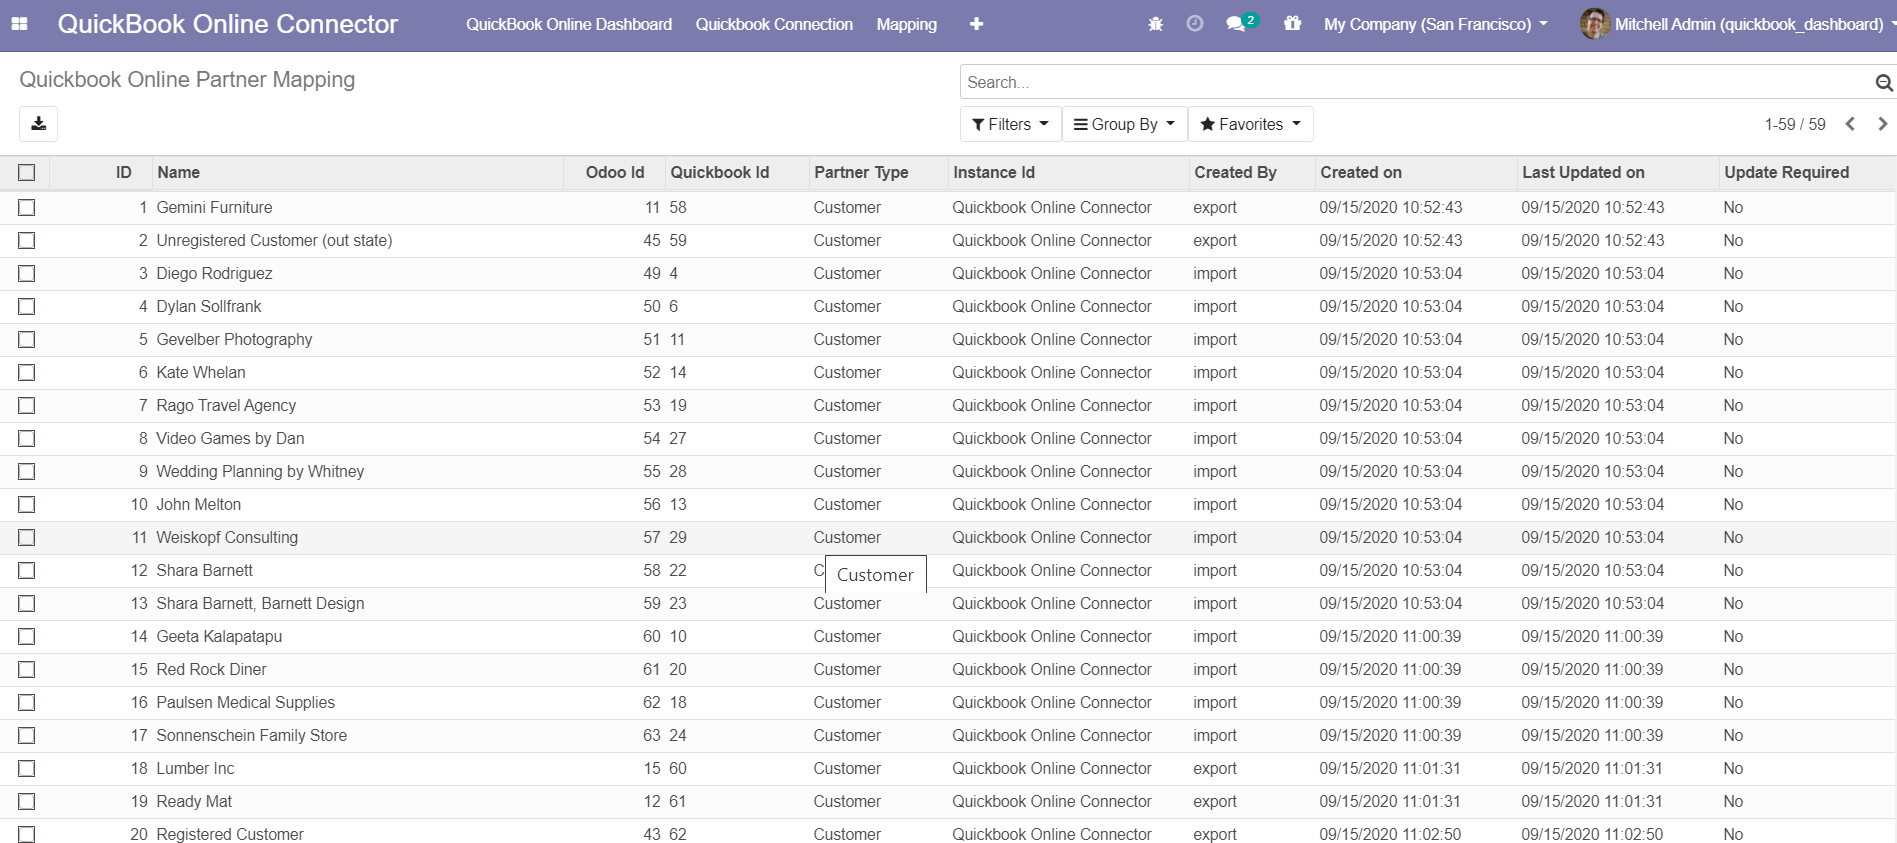 QuickBook Online Connector QuickBook Online Dashboard Quickbook Connection Mapping 2 My Company (San Francisco) Mitchell Admin (quickbook_dashboard)
Quickbook Online Partner Mapping Search...
Filters Group By Favorites 1-59 / 59
ID Name Odoo Id Quickbook Id Partner Type Instance Id Created By Created on Last Updated on Update Required
1 Gemini Furniture 11 58 Customer Quickbook Online Connector export 09/15/2020 10:52:43 09/15/2020 10:52:43 No
2 Unregistered Customer (out state) 45 59 Customer Quickbook Online Connector export 09/15/2020 10:52:43 09/15/2020 10:52:43 No
3 Diego Rodriguez 49 4 Customer Quickbook Online Connector import 09/15/2020 10:53:04 09/15/2020 10:53:04 No
4 Dylan Sollfrank 50 6 Customer Quickbook Online Connector import 09/15/2020 10:53:04 09/15/2020 10:53:04 No
5 Gevelber Photography 51 11 Customer Quickbook Online Connector import 09/15/2020 10:53:04 09/15/2020 10:53:04 No
6 Kate Whelan 52 14 Customer Quickbook Online Connector import 09/15/2020 10:53:04 09/15/2020 10:53:04 No
7 Rago Travel Agency 53 19 Customer Quickbook Online Connector import 09/15/2020 10:53:04 09/15/2020 10:53:04 No
8 Video Games by Dan 54 27 Customer Quickbook Online Connector import 09/15/2020 10:53:04 09/15/2020 10:53:04 No
9 Wedding Planning by Whitney 55 28 Customer Quickbook Online Connector import 09/15/2020 10:53:04 09/15/2020 10:53:04 No
10 John Melton 56 13 Customer Quickbook Online Connector import 09/15/2020 10:53:04 09/15/2020 10:53:04 No
11 Weiskopf Consulting 57 29 Customer Quickbook Online Connector import 09/15/2020 10:53:04 09/15/2020 10:53:04 No
12 Shara Barnett 58 22 C Customer Quickbook Online Connector import 09/15/2020 10:53:04 09/15/2020 10:53:04 No
13 Shara Barnett, Barnett Design 59 23 Customer Quickbook Online Connector import 09/15/2020 10:53:04 09/15/2020 10:53:04 No
14 Geeta Kalapatapu 60 10 Customer Quickbook Online Connector import 09/15/2020 11:00:39 09/15/2020 11:00:39 No
15 Red Rock Diner 61 20 Customer Quickbook Online Connector import 09/15/2020 11:00:39 09/15/2020 11:00:39 No
16 Paulsen Medical Supplies 62 18 Customer Quickbook Online Connector import 09/15/2020 11:00:39 09/15/2020 11:00:39 No
17 Sonnenschein Family Store 63 24 Customer Quickbook Online Connector import 09/15/2020 11:00:39 09/15/2020 11:00:39 No
18 Lumber Inc 15 60 Customer Quickbook Online Connector export 09/15/2020 11:01:31 09/15/2020 11:01:31 No
19 Ready Mat 12 61 Customer Quickbook Online Connector export 09/15/2020 11:01:31 09/15/2020 11:01:31 No
20 Registered Customer 43 62 Customer Quickbook Online Connector export 09/15/2020 11:02:50 09/15/2020 11:02:50 No